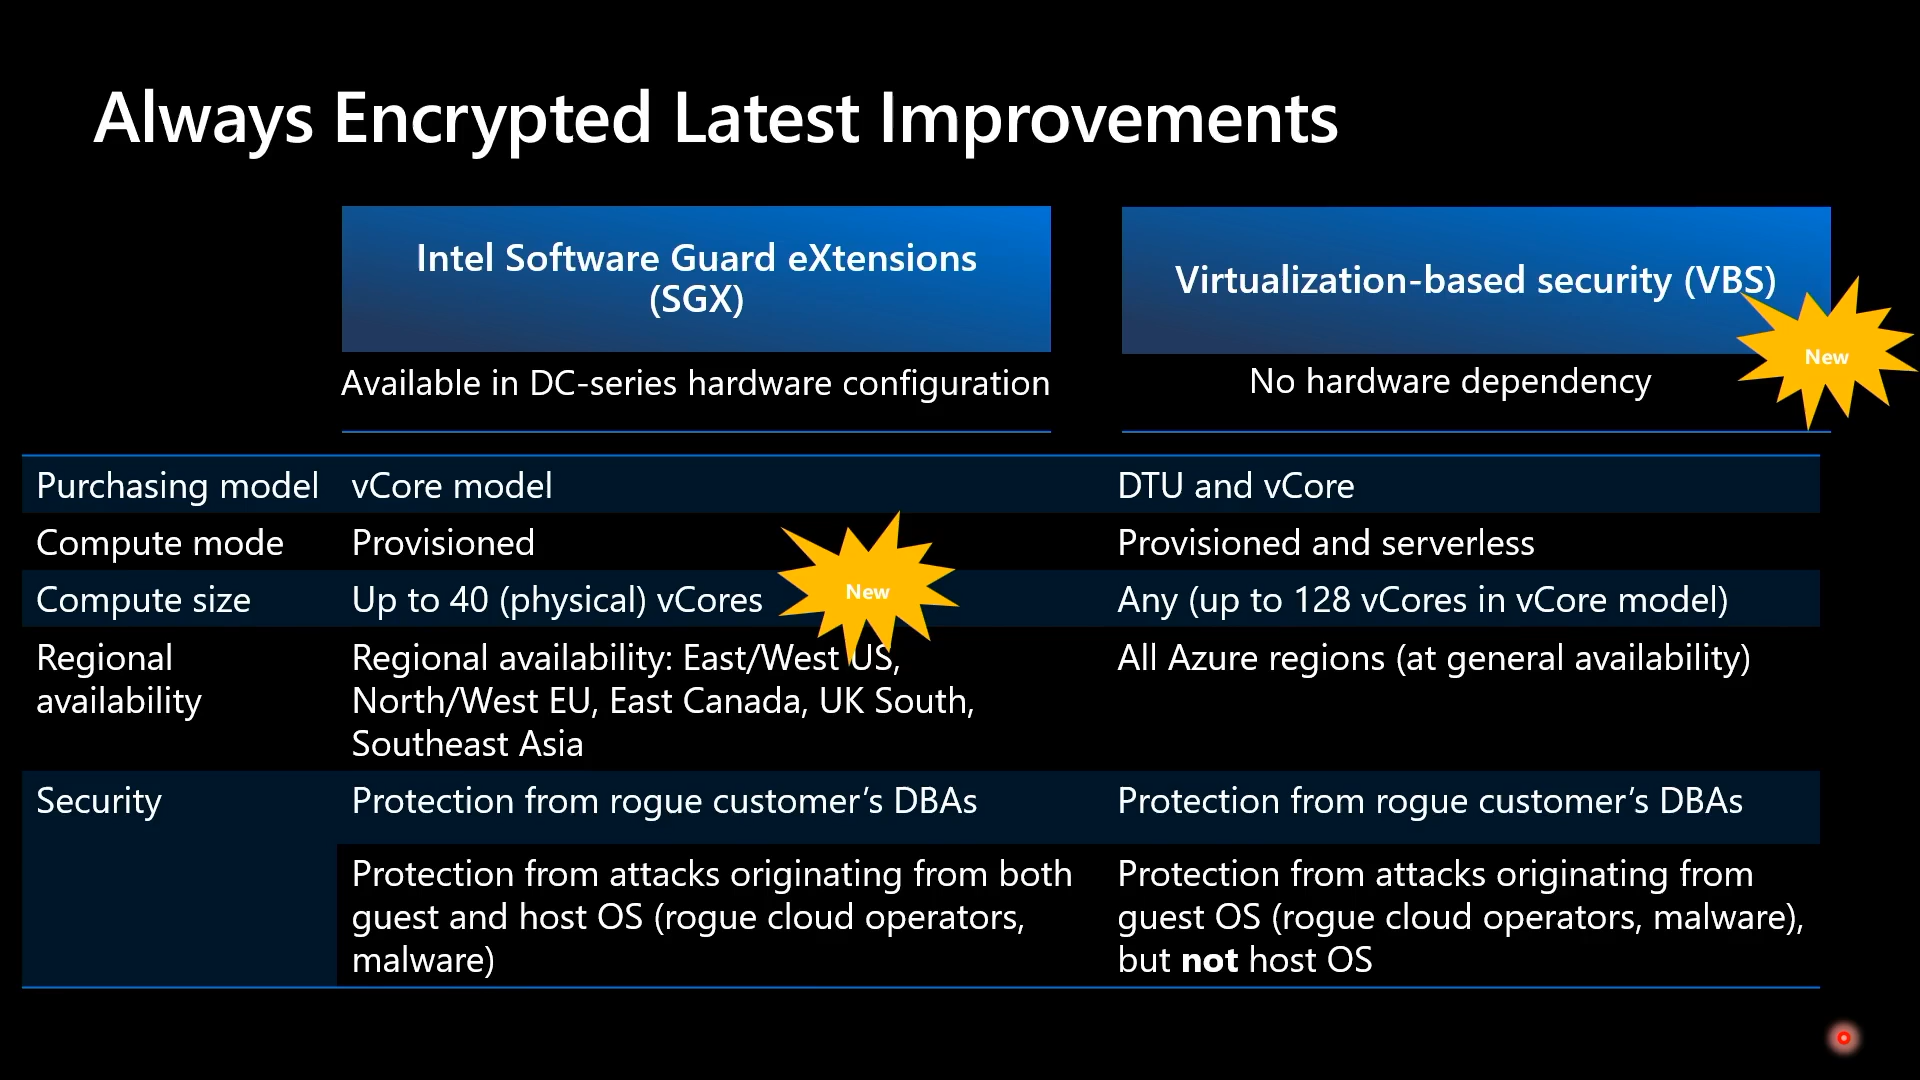 Always Encrypted Latest Improvements
Intel Software Guard eXtensions
(SGX)
Virtualization-based security (VBS)
New
Available in DC-series hardware configuration
No hardware dependency
Purchasing model
vCore model
DTU and vCore
Compute mode
Provisioned
Provisioned and serverless
Compute size
Up to 40 (physical) vCores
New
Any (up to 128 vCores in vCore model)
Regional
availability
Regional availability: East/West US,
North/West EU, East Canada, UK South,
Southeast Asia
All Azure regions (at general availability)
Security
Protection from rogue customer’s DBAs
Protection from rogue customer’s DBAs
Protection from attacks originating from both
guest and host OS (rogue cloud operators,
malware)
Protection from attacks originating from
guest OS (rogue cloud operators, malware),
but not host OS